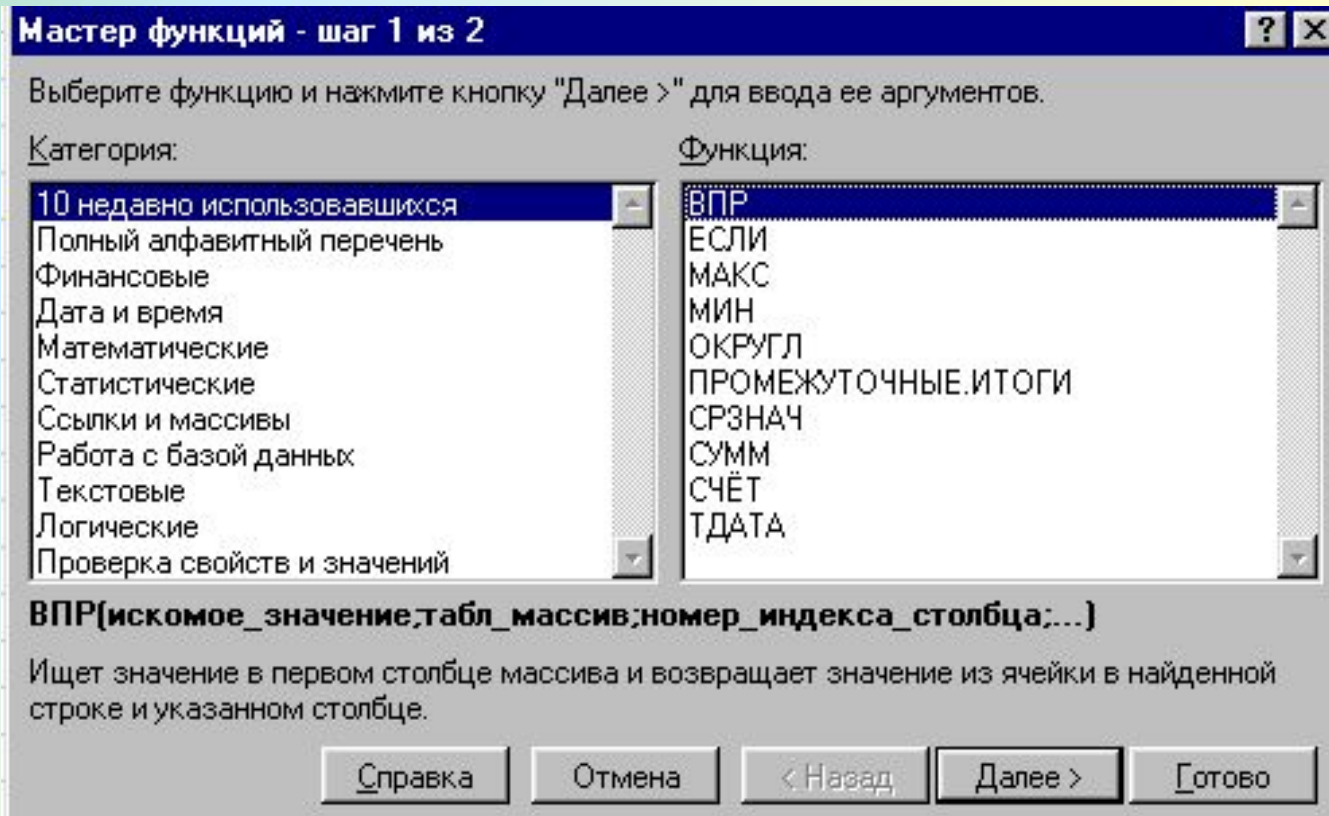 Мастер функций - шаг 1 из 2
Выберите функцию и нажмите кнопку "Далее >" для ввода ее аргументов.
Категория:
10 недавно использовавшихся
Полный алфавитный перечень
Финансовые
Дата и время
Математические
Статистические
Ссылки и массивы
Работа с базой данных
Текстовые
Логические
Проверка свойств и значений
Функция:
ВПР
ЕСЛИ
МАКС
МИН
ОКРУГЛ
ПРОМЕЖУТОЧНЫЕ.ИТОГИ
СРЗНАЧ
СУММ
СЧЁТ
ТДАТА
ВПР(искомое_значение;табл_массив;номер_индекса_столбца;...)
Ищет значение в первом столбце массива и возвращает значение из ячейки в найденной
строке и указанном столбце.
Справка
Отмена
< Назад
Далее >
Готово